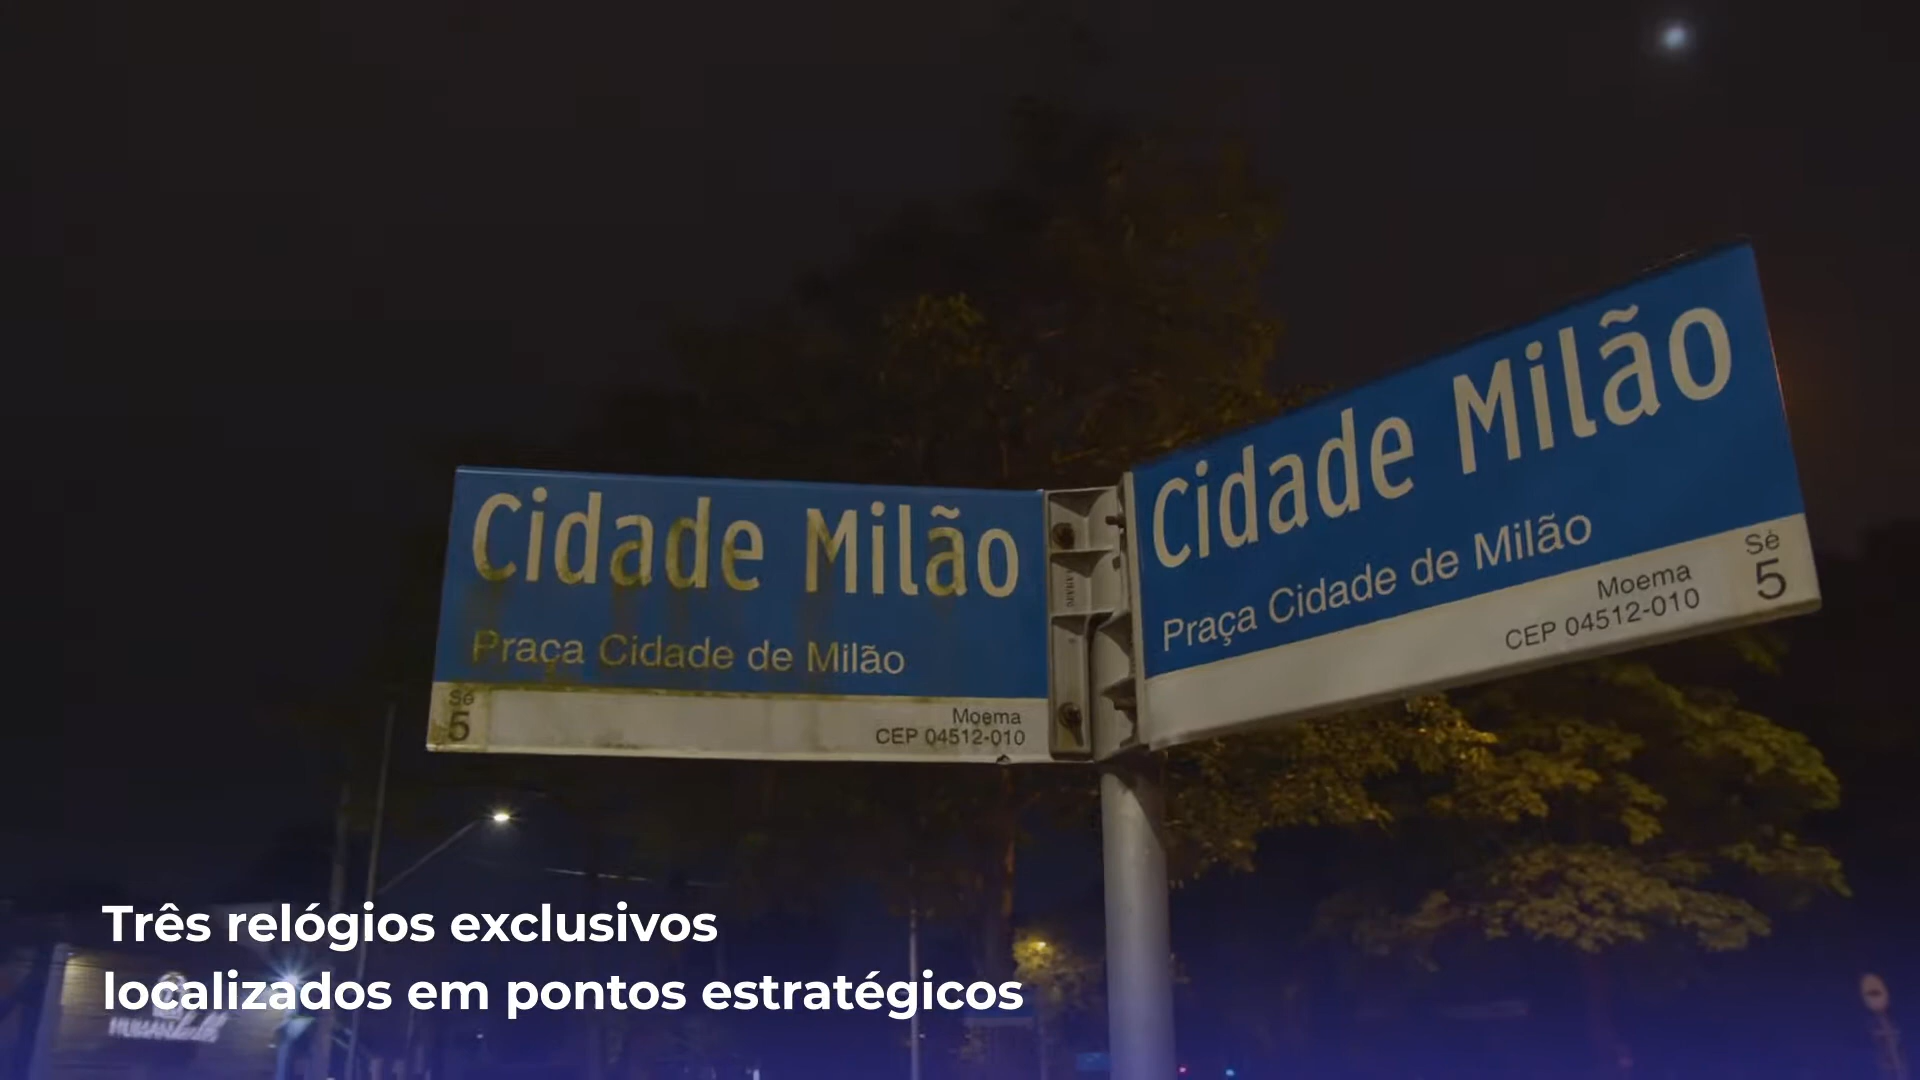 Cidade Milão
Praça Cidade de Milão
Sé
5
Moema
CEP 04512-010
Cidade Milão
Praça Cidade de Milão
Sé
5
Moema
CEP 04512-010
Três relógios exclusivos
localizados em pontos estratégicos
HUMAN